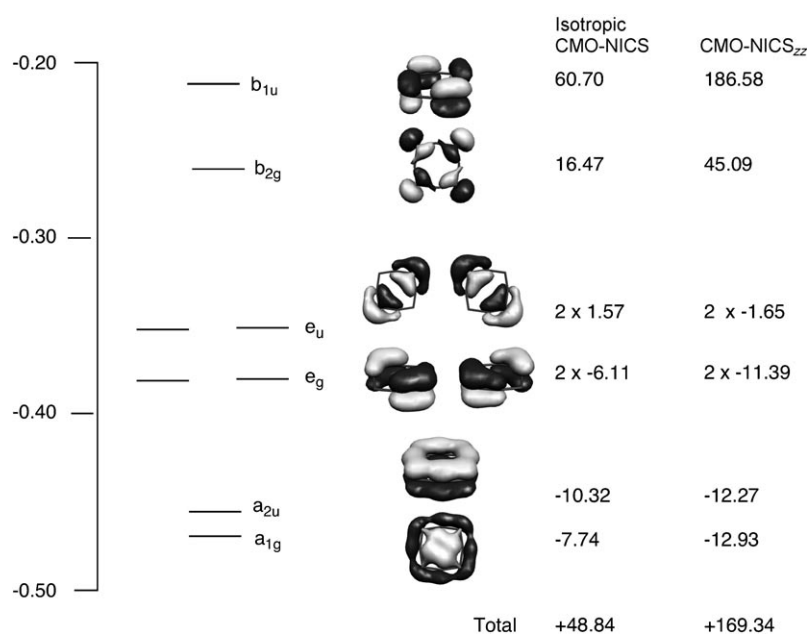 Isotropic
CMO-NICS CMO-NICSzz
-0.20
b1u 60.70 186.58
b2g 16.47 45.09
-0.30
2 x 1.57 2 x -1.65
eu
eg 2 x -6.11 2 x -11.39
-0.40
-10.32 -12.27
a2u
a1g -7.74 -12.93
-0.50
Total +48.84 +169.34